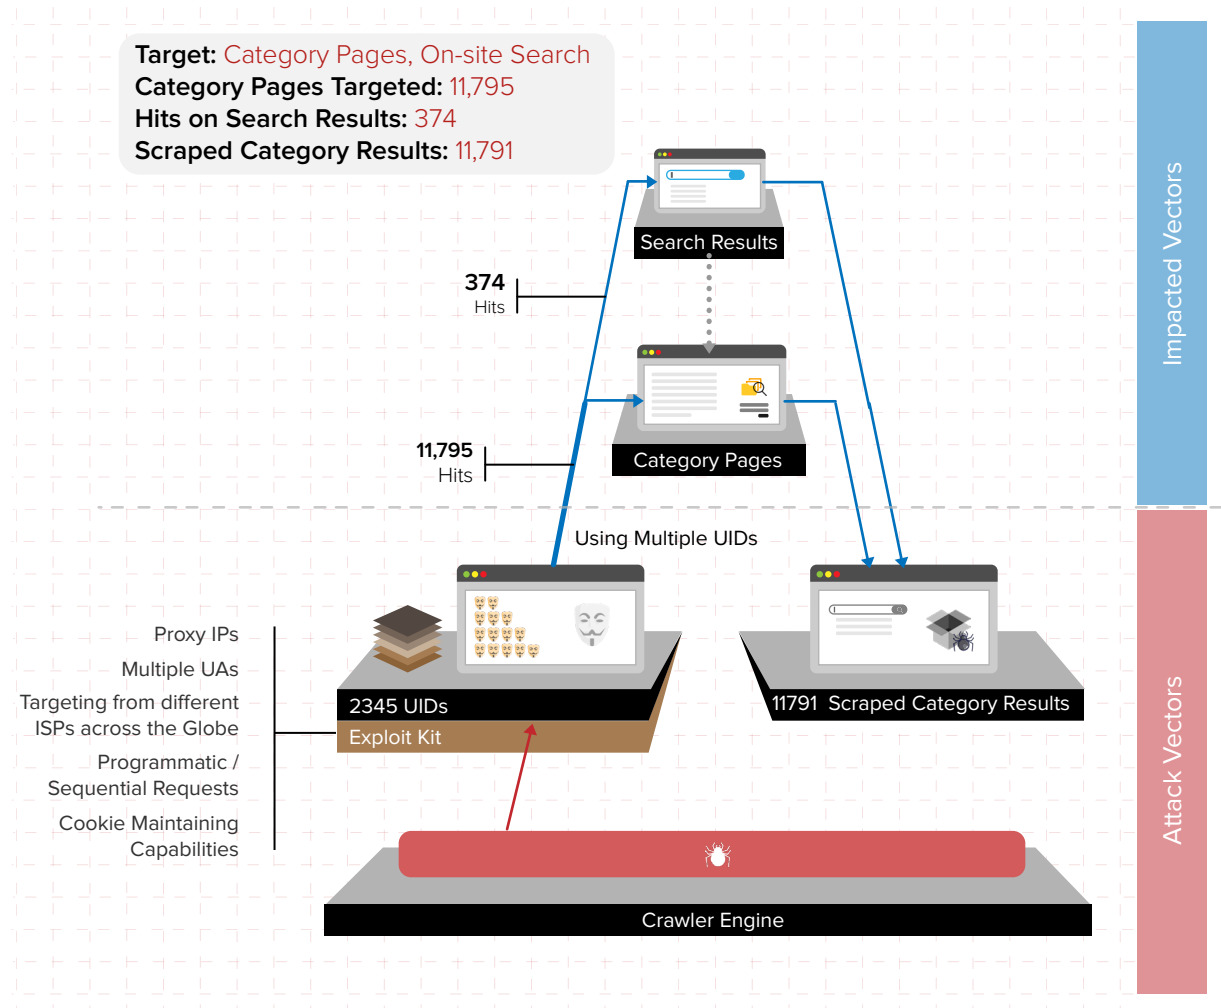 Target: Category Pages, On-site Search
Category Pages Targeted: 11,795
Hits on Search Results: 374
Scraped Category Results: 11,791
Impacted Vectors
Search Results
374
Hits
Category Pages
11,795
Hits
Using Multiple UIDs
Proxy IPs
Multiple UAs
Targeting from different
ISPs across the Globe
Programmatic /
Sequential Requests
Cookie Maintaining
Capabilities
2345 UIDs
Exploit Kit
11791 Scraped Category Results
Attack Vectors
Crawler Engine